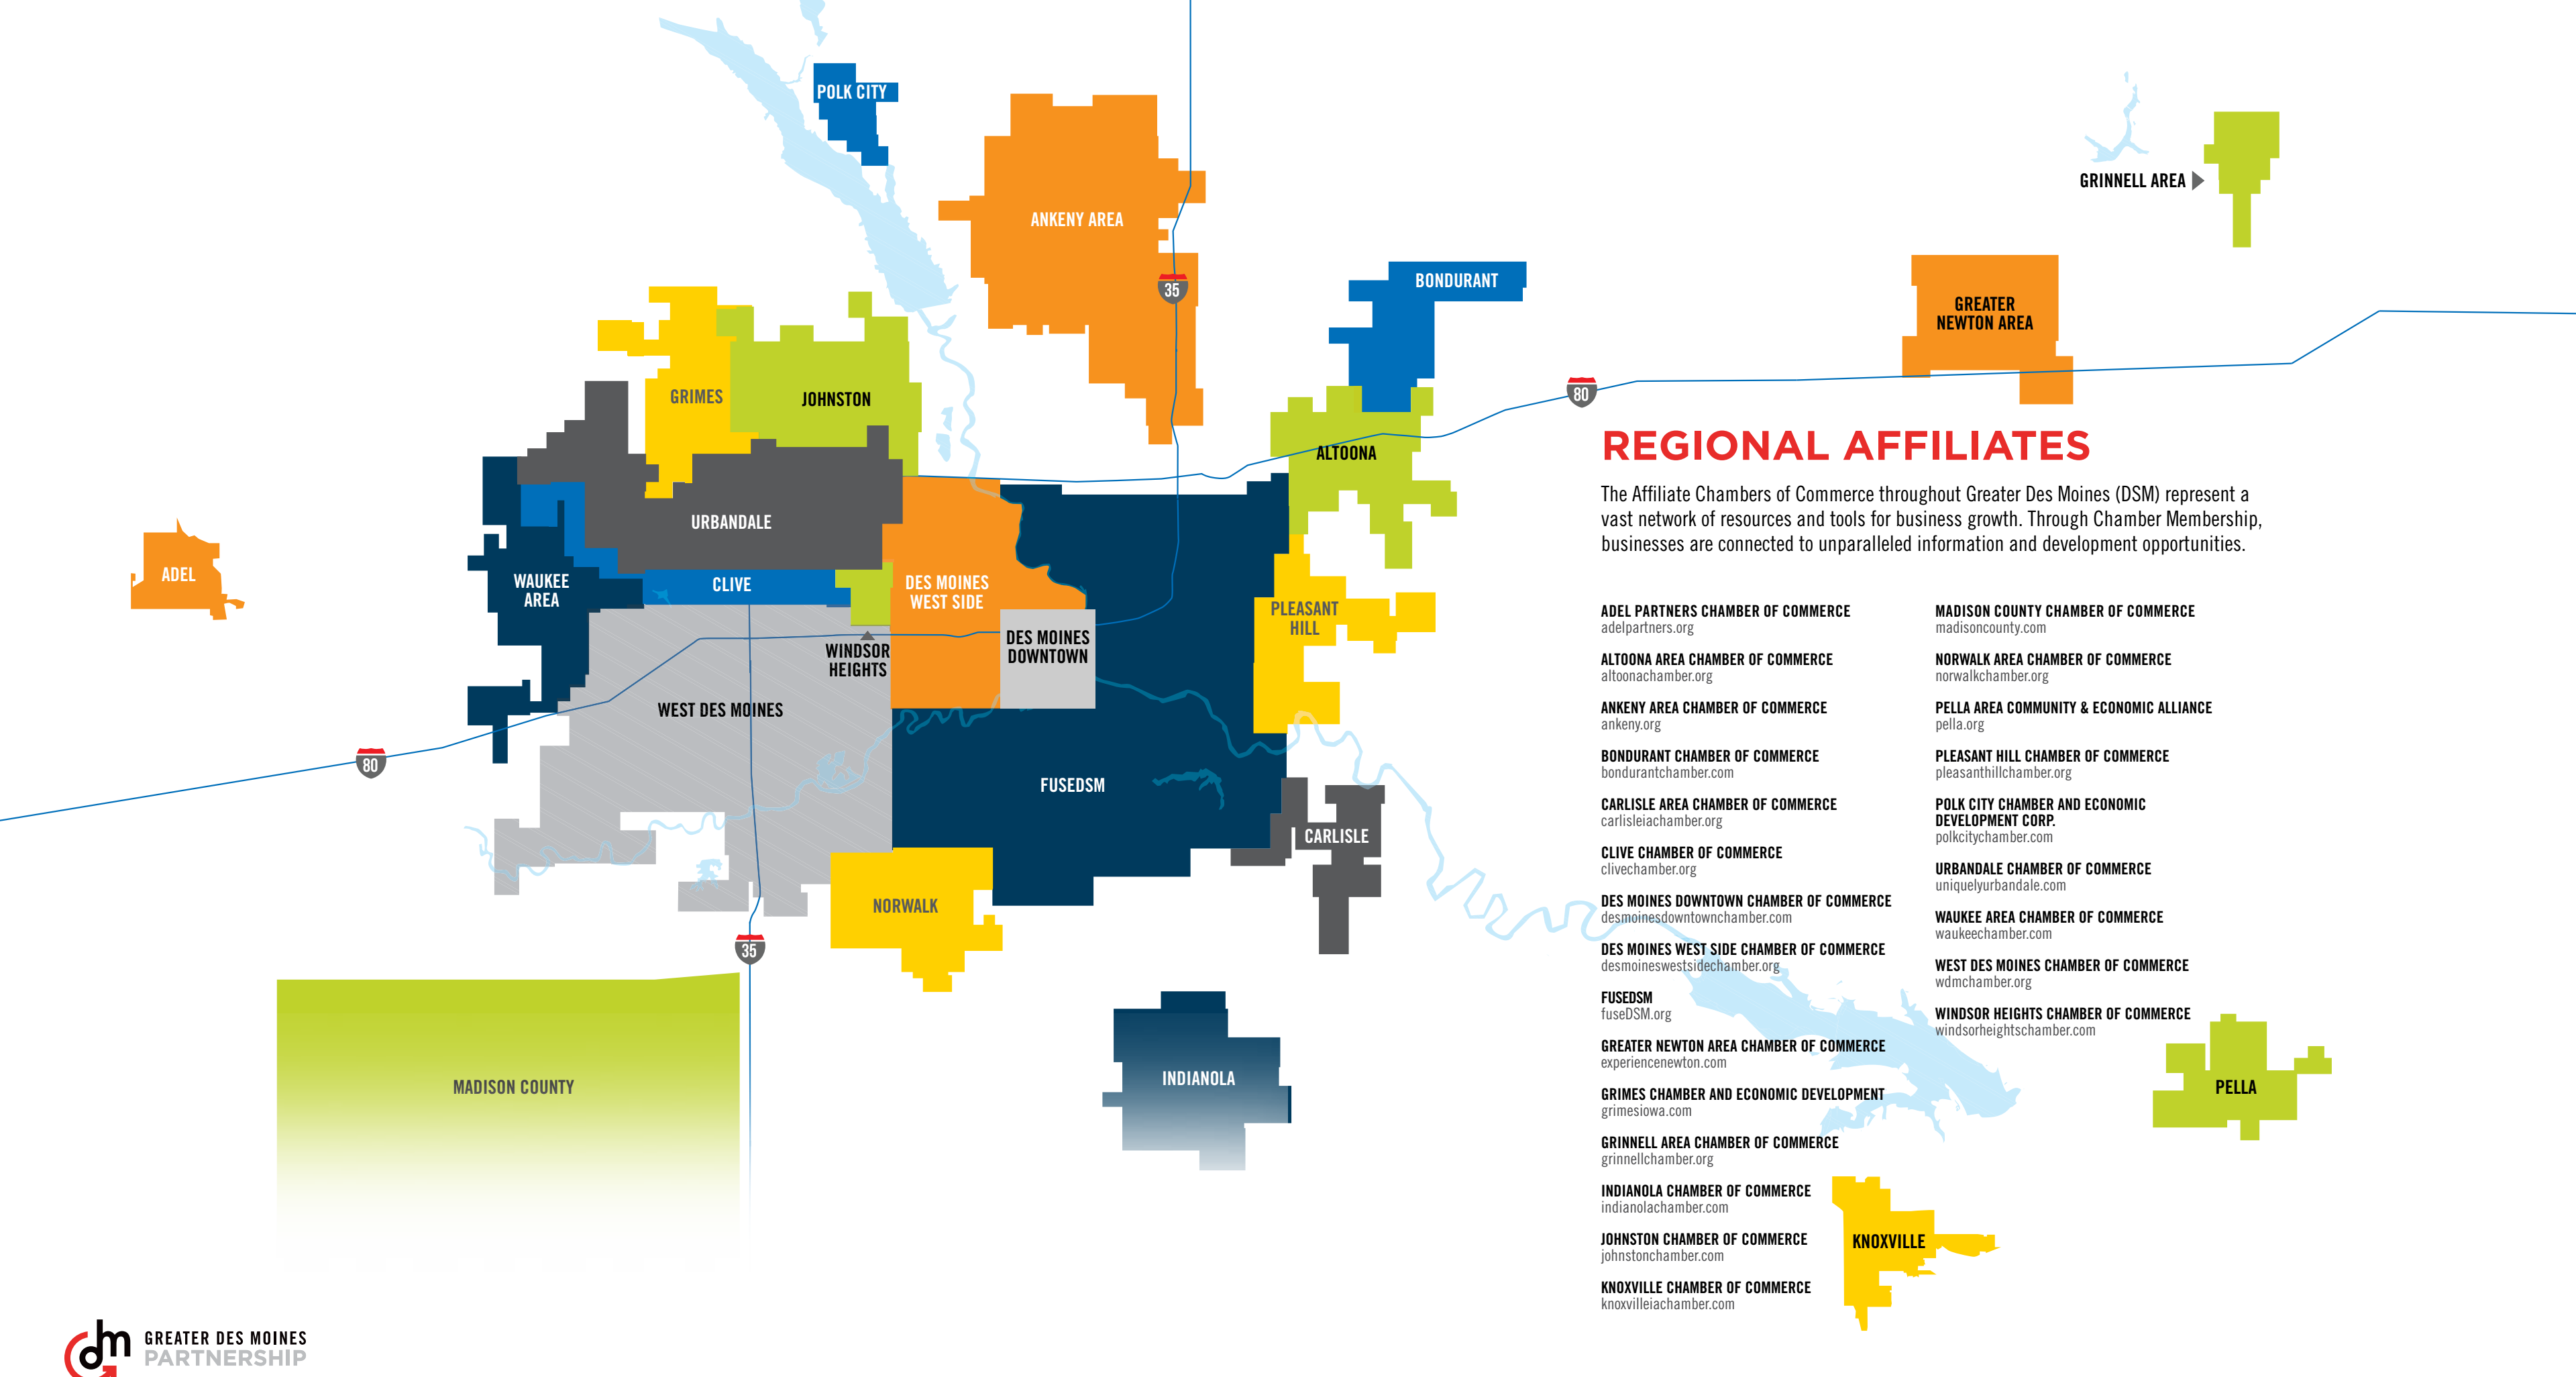 POLK CITY
ANKENY AREA
GRINNELL AREA
35
BONDURANT
GREATER
NEWTON AREA
80
GRIMES
JOHNSTON
ALTOONA
URBANDALE
ADEL
WAUKEE
AREA
CLIVE
DES MOINES
WEST SIDE
PLEASANT
HILL
DES MOINES
DOWNTOWN
WINDSOR
HEIGHTS
WEST DES MOINES
80
FUSEDSM
CARLISLE
NORWALK
35
MADISON COUNTY
INDIANOLA
PELLA
KNOXVILLE
REGIONAL AFFILIATES
The Affiliate Chambers of Commerce throughout Greater Des Moines (DSM) represent a
vast network of resources and tools for business growth. Through Chamber Membership,
businesses are connected to unparalleled information and development opportunities.
ADEL PARTNERS CHAMBER OF COMMERCE
adelpartners.org
ALTOONA AREA CHAMBER OF COMMERCE
altoonachamber.org
ANKENY AREA CHAMBER OF COMMERCE
ankeny.org
BONDURANT CHAMBER OF COMMERCE
bondurantchamber.com
CARLISLE AREA CHAMBER OF COMMERCE
carlisleiachamber.org
CLIVE CHAMBER OF COMMERCE
clivechamber.org
DES MOINES DOWNTOWN CHAMBER OF COMMERCE
desmoinesdowntownchamber.com
DES MOINES WEST SIDE CHAMBER OF COMMERCE
desmoineswestsidechamber.org
FUSEDSM
fuseDSM.org
GREATER NEWTON AREA CHAMBER OF COMMERCE
experiencenewton.com
GRIMES CHAMBER AND ECONOMIC DEVELOPMENT
grimesiowa.com
GRINNELL AREA CHAMBER OF COMMERCE
grinnellchamber.org
INDIANOLA CHAMBER OF COMMERCE
indianolachamber.com
JOHNSTON CHAMBER OF COMMERCE
johnstonchamber.com
KNOXVILLE CHAMBER OF COMMERCE
knoxvilleiachamber.com
MADISON COUNTY CHAMBER OF COMMERCE
madisoncounty.com
NORWALK AREA CHAMBER OF COMMERCE
norwalkchamber.org
PELLA AREA COMMUNITY & ECONOMIC ALLIANCE
pella.org
PLEASANT HILL CHAMBER OF COMMERCE
pleasanthillchamber.org
POLK CITY CHAMBER AND ECONOMIC
DEVELOPMENT CORP.
polkcitychamber.com
URBANDALE CHAMBER OF COMMERCE
uniquelyurbandale.com
WAUKEE AREA CHAMBER OF COMMERCE
waukeechamber.com
WEST DES MOINES CHAMBER OF COMMERCE
wdmchamber.org
WINDSOR HEIGHTS CHAMBER OF COMMERCE
windsorheightschamber.com
dm
GREATER DES MOINES
PARTNERSHIP